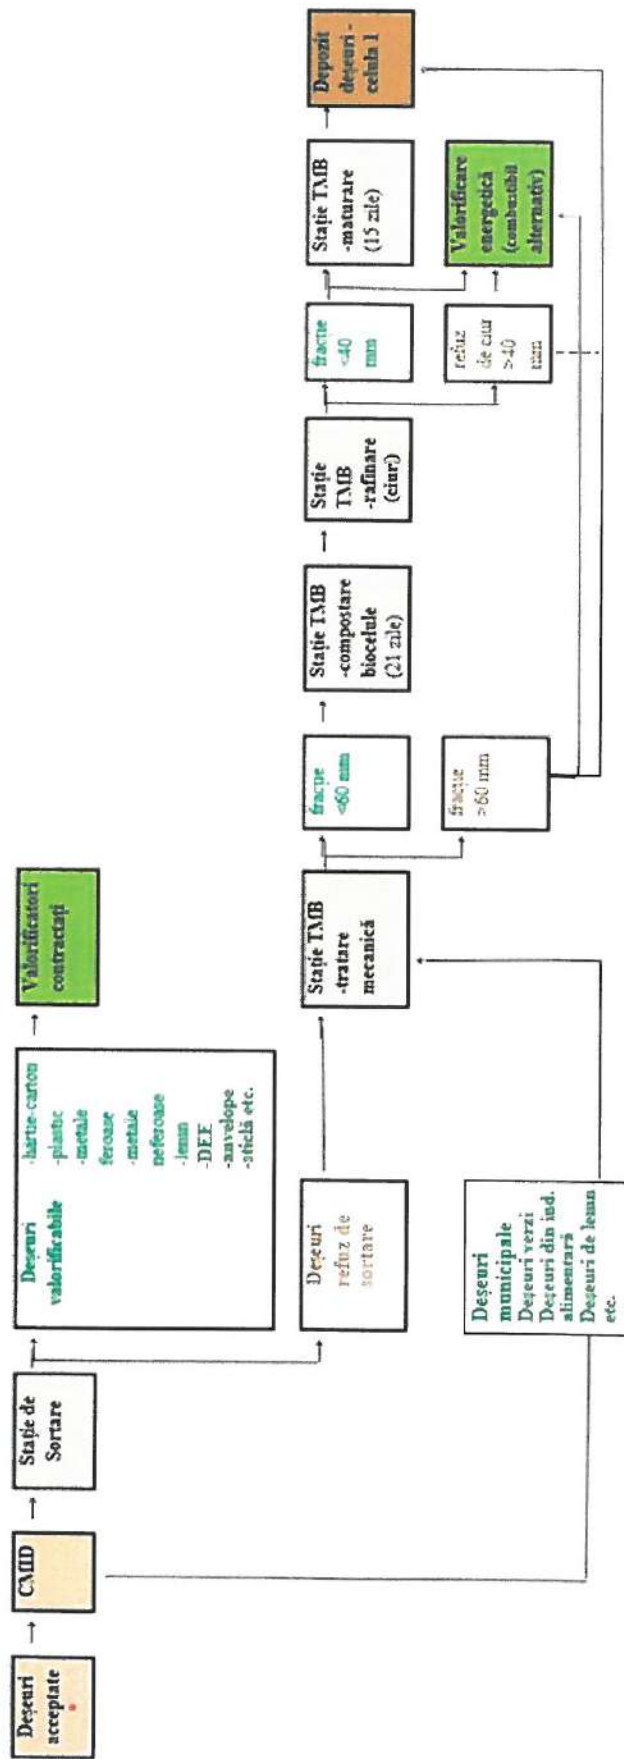 Deșeuri
acceptate
CMID
Stație de
Sortare
Deșeuri
valorificabile
-hârtie-carton
-plastic
-metale
feroase
-metale
neferoase
-lemn
-DEE
-anvelope
-sticlă etc.
Valorificatori
contractați
Deșeuri
refuz de
sortare
Deșeuri
municipale
Deșeuri verzi
Deșeuri din ind.
alimentară
Deșeuri de lemn
etc.
Stație TMB
-tratare
mecanică
fracție
<60 mm
fracție
>60 mm
Stație TMB
-compostare
biocelule
(21 zile)
Stație
TMB
-rafinare
(ciur)
fracție
<40
mm
refuz
de ciur
>40
mm
Stație TMB
-maturare
(15 zile)
Valorificare
energetică
(combustibil
alternativ)
Depozit
deșeuri -
celula 1